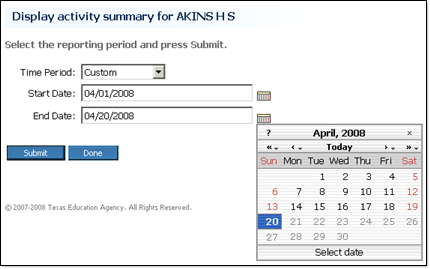 Display activity summary for AKINS H S
Select the reporting period and press Submit.
Time Period: Custom
Start Date: 04/01/2008
End Date: 04/20/2008
? April, 2008 ×
« ‹ Today › »
Sun Mon Tue Wed Thu Fri Sat
1 2 3 4 5
6 7 8 9 10 11 12
13 14 15 16 17 18 19
20 21 22 23 24 25 26
27 28 29 30
Select date
Submit Done
© 2007-2008 Texas Education Agency. All Rights Reserved.